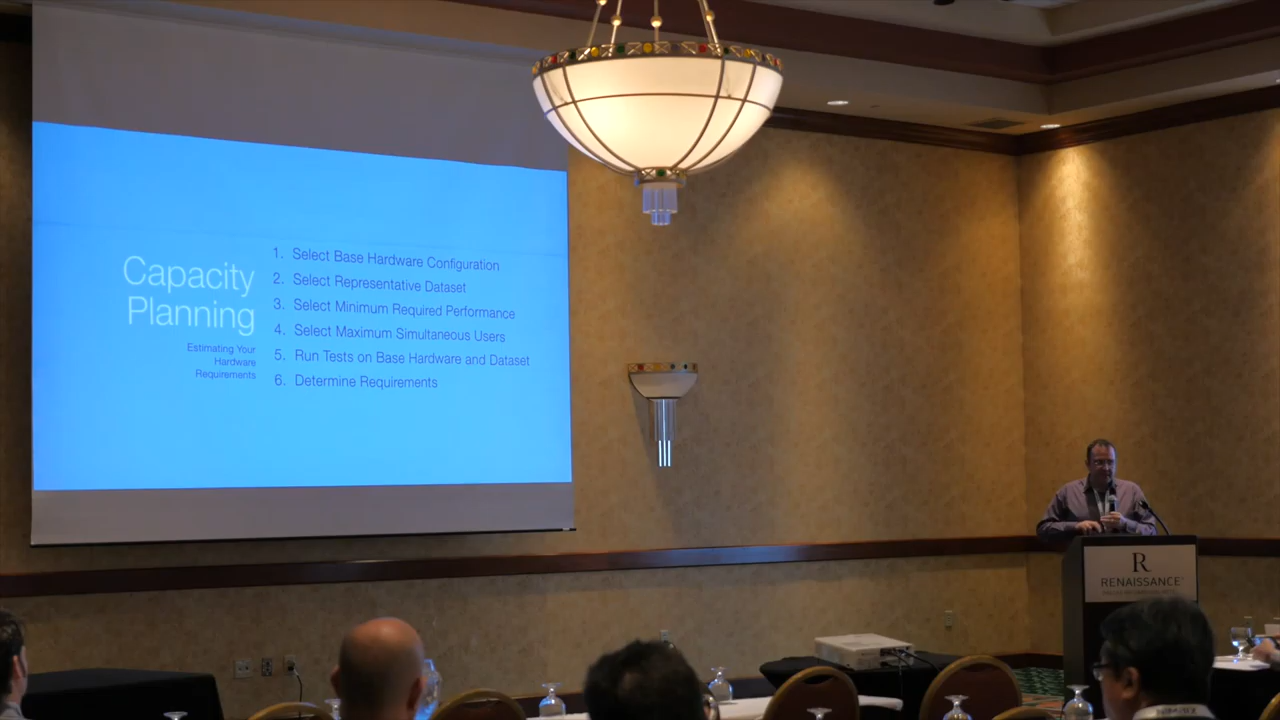 Capacity
Planning
Estimating Your
Hardware
Requirements
1. Select Base Hardware Configuration
2. Select Representative Dataset
3. Select Minimum Required Performance
4. Select Maximum Simultaneous Users
5. Run Tests on Base Hardware and Dataset
6. Determine Requirements
R
RENAISSANCE